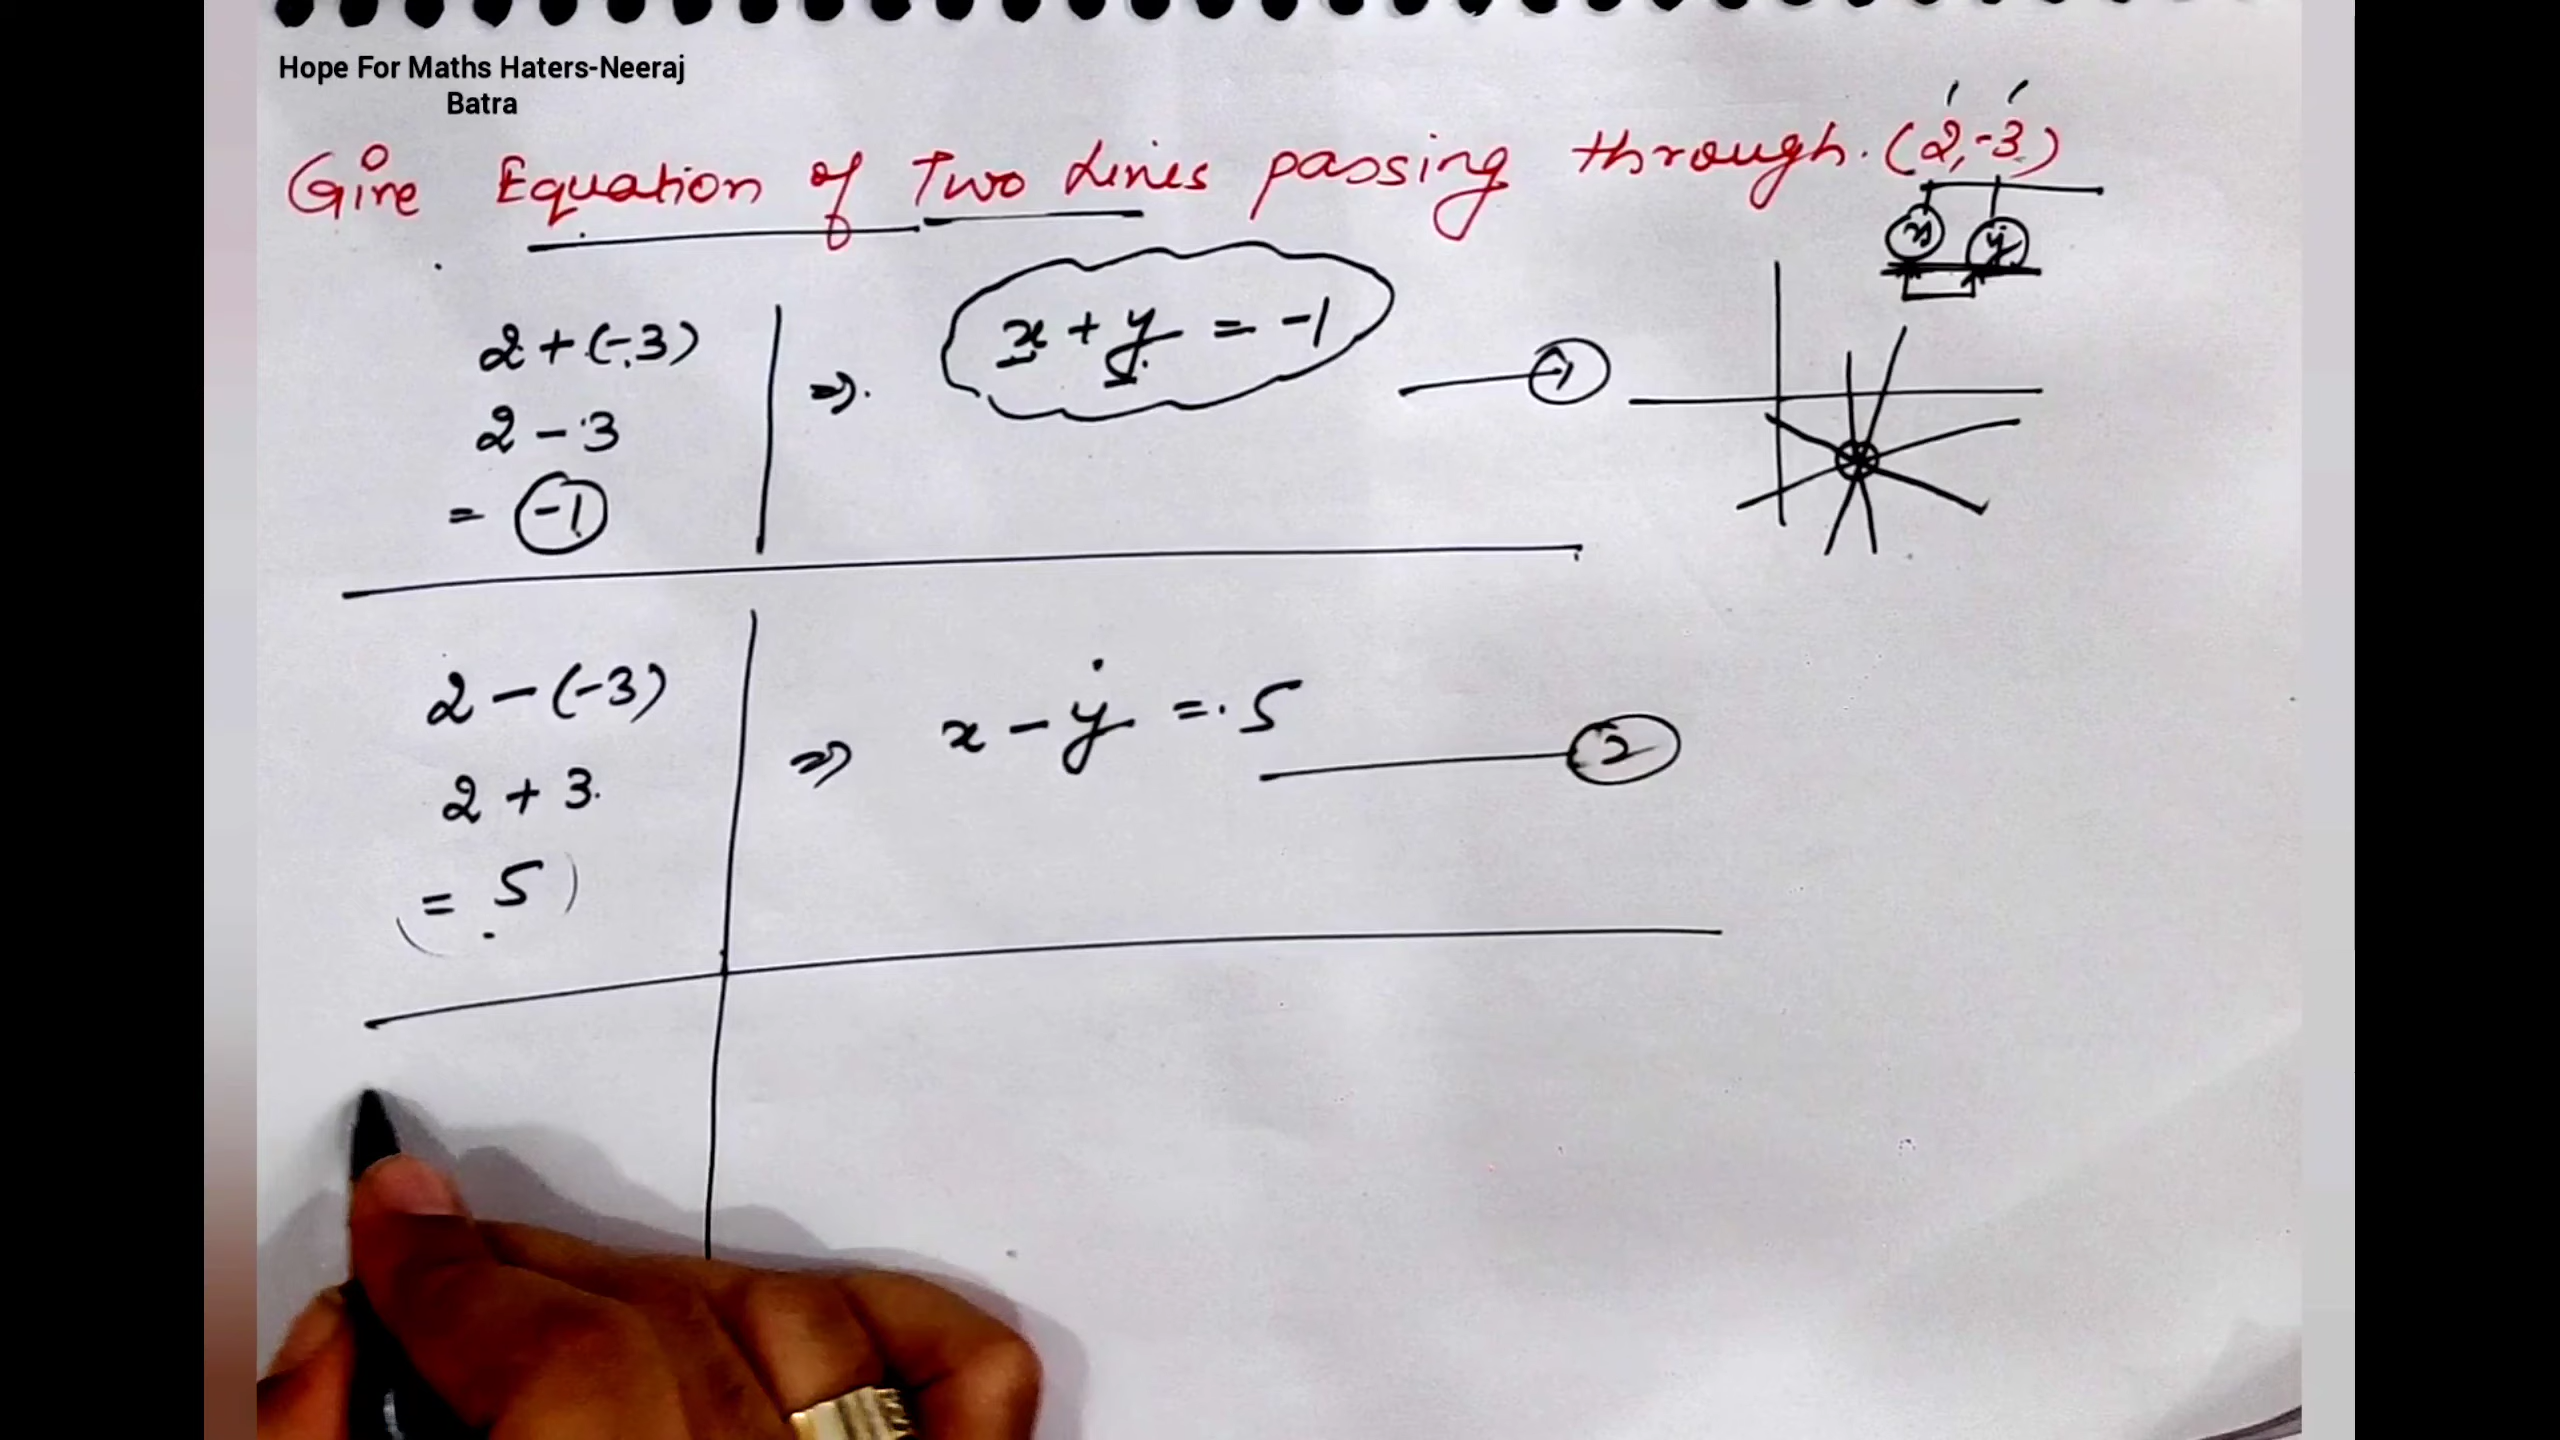 Hope For Maths Haters-Neeraj
Batra
Give Equation of Two Lines passing through. (2,-3)
x y
2 + (-3)
2 - 3
= -1
⇒ x + y = -1
1
2 - (-3)
2 + 3
= 5
⇒ x - y = 5
2